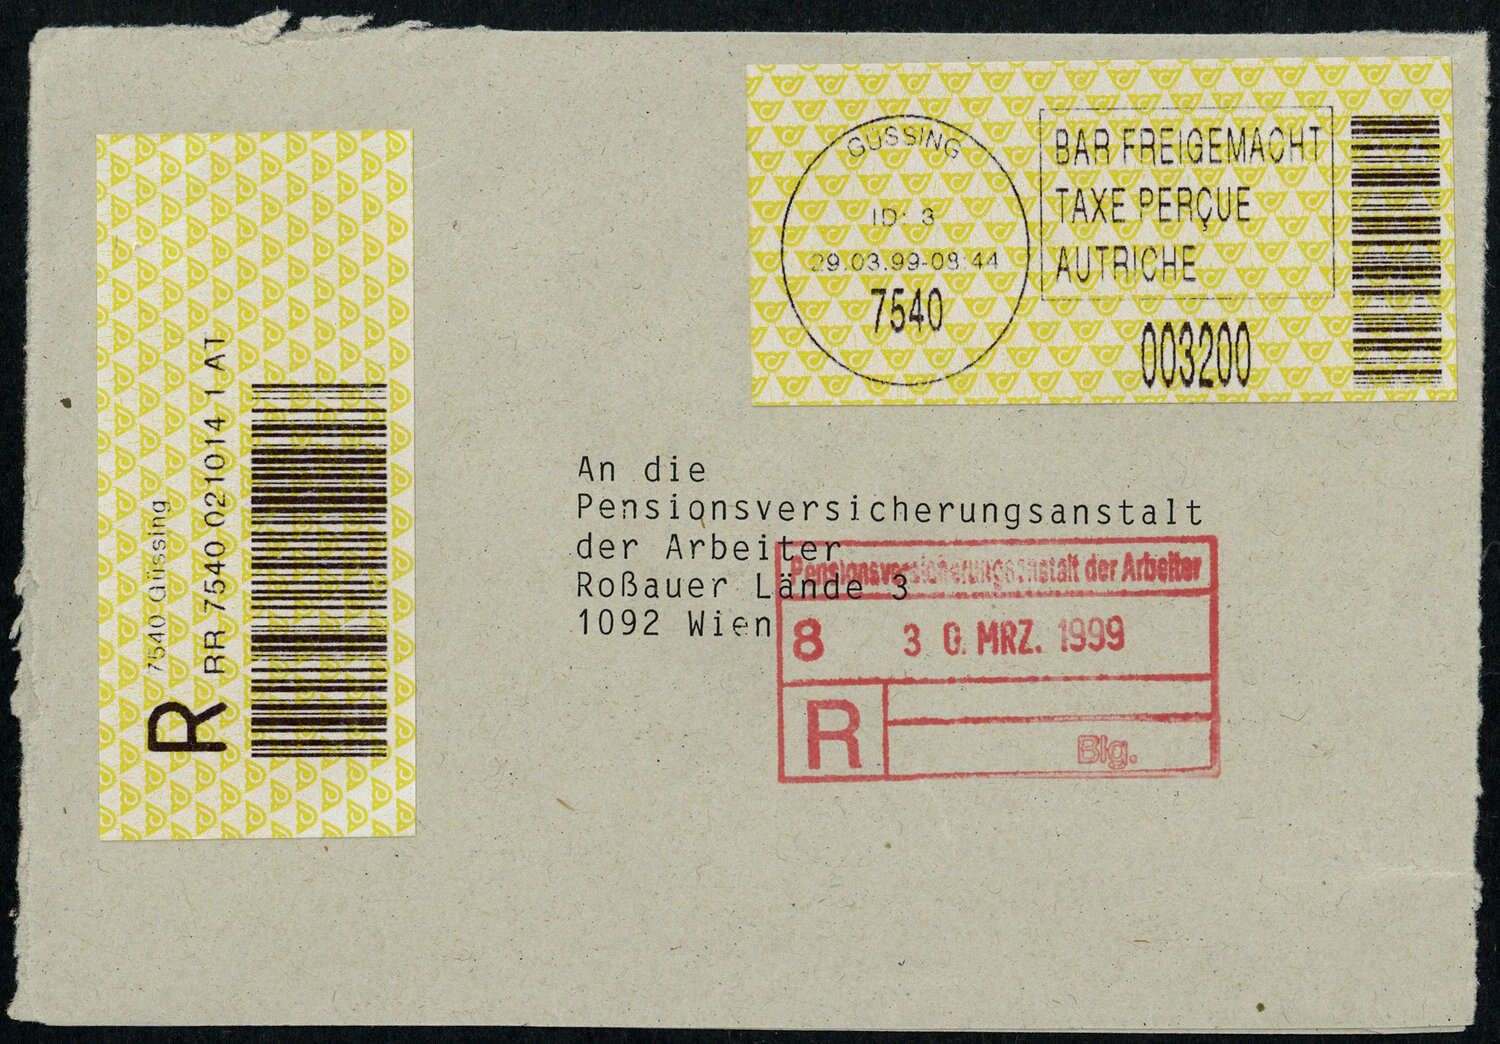 GÜSSING
ID: 3
29.03.99-08:44
7540
BAR FREIGEMACHT
TAXE PERÇUE
AUTRICHE
003200
R
7540 Güssing
RR 7540 021014 1 AT
An die
Pensionsversicherungsanstalt
der Arbeiter
Roßauer Lände 3
1092 Wien
Pensionsversicherungsanstalt der Arbeiter
8 30. MRZ. 1999
R
Blg.